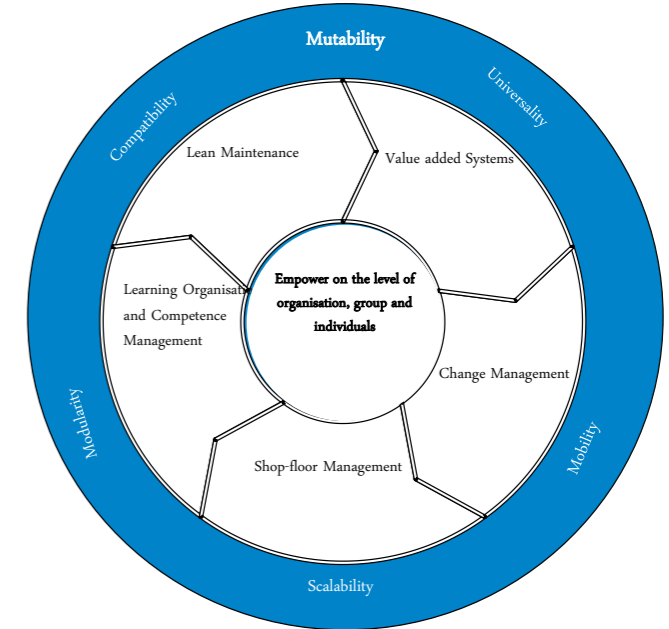 Mutability
Universality
Compatibility
Lean Maintenance
Value added Systems
Empower on the level of
organisation, group and
individuals
Learning Organisati
and Competence
Management
Change Management
Modularity
Mobility
Shop-floor Management
Scalability